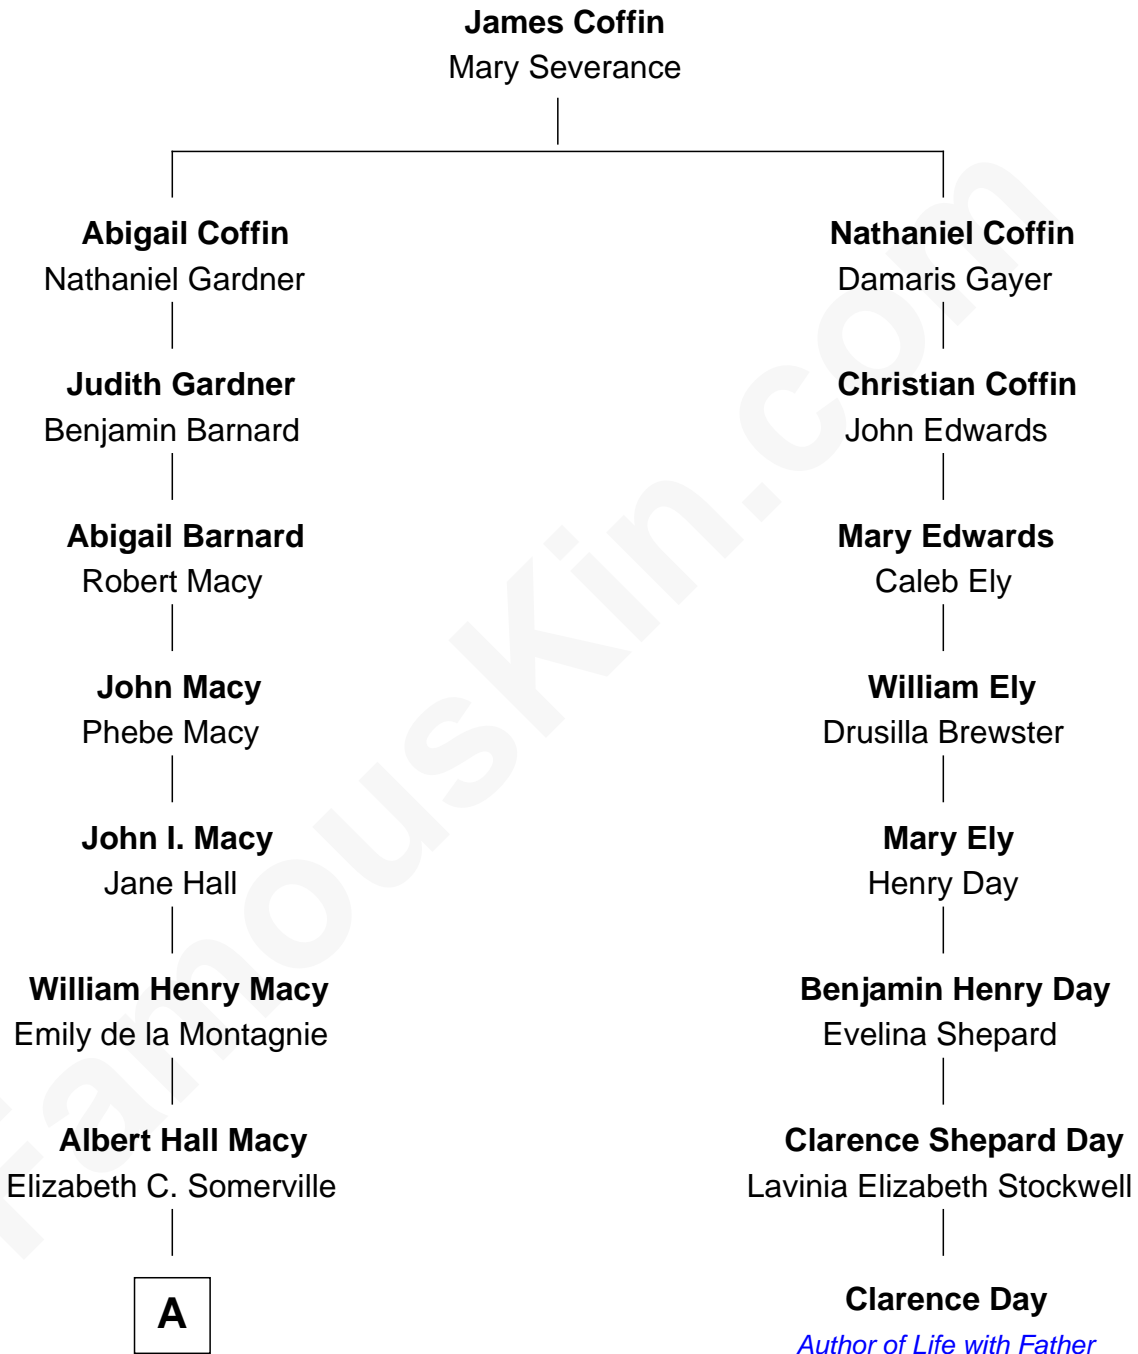 James Coffin
Mary Severance
Abigail Coffin
Nathaniel Gardner
Nathaniel Coffin
Damaris Gayer
Judith Gardner
Benjamin Barnard
Christian Coffin
John Edwards
Abigail Barnard
Robert Macy
Mary Edwards
Caleb Ely
John Macy
Phebe Macy
William Ely
Drusilla Brewster
John I. Macy
Jane Hall
Mary Ely
Henry Day
William Henry Macy
Emily de la Montagnie
Benjamin Henry Day
Evelina Shepard
Albert Hall Macy
Elizabeth C. Somerville
Clarence Shepard Day
Lavinia Elizabeth Stockwell
A
Clarence Day
Author of Life with Father
FamousKin.com